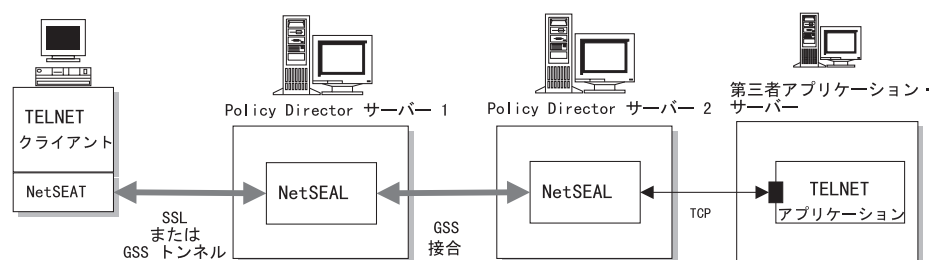 TELNET
クライアント
NetSEAT
SSL
または
GSS トンネル
Policy Director サーバー 1
NetSEAL
GSS
接合
Policy Director サーバー 2
NetSEAL
TCP
第三者アプリケーション・
サーバー
TELNET
アプリケーション